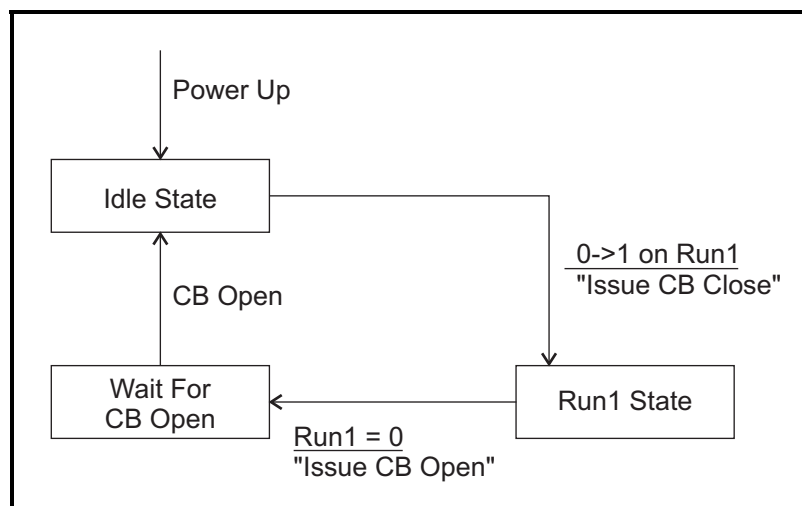 Power Up
Idle State
0->1 on Run1
"Issue CB Close"
CB Open
Wait For
CB Open
Run1 State
Run1 = 0
"Issue CB Open"